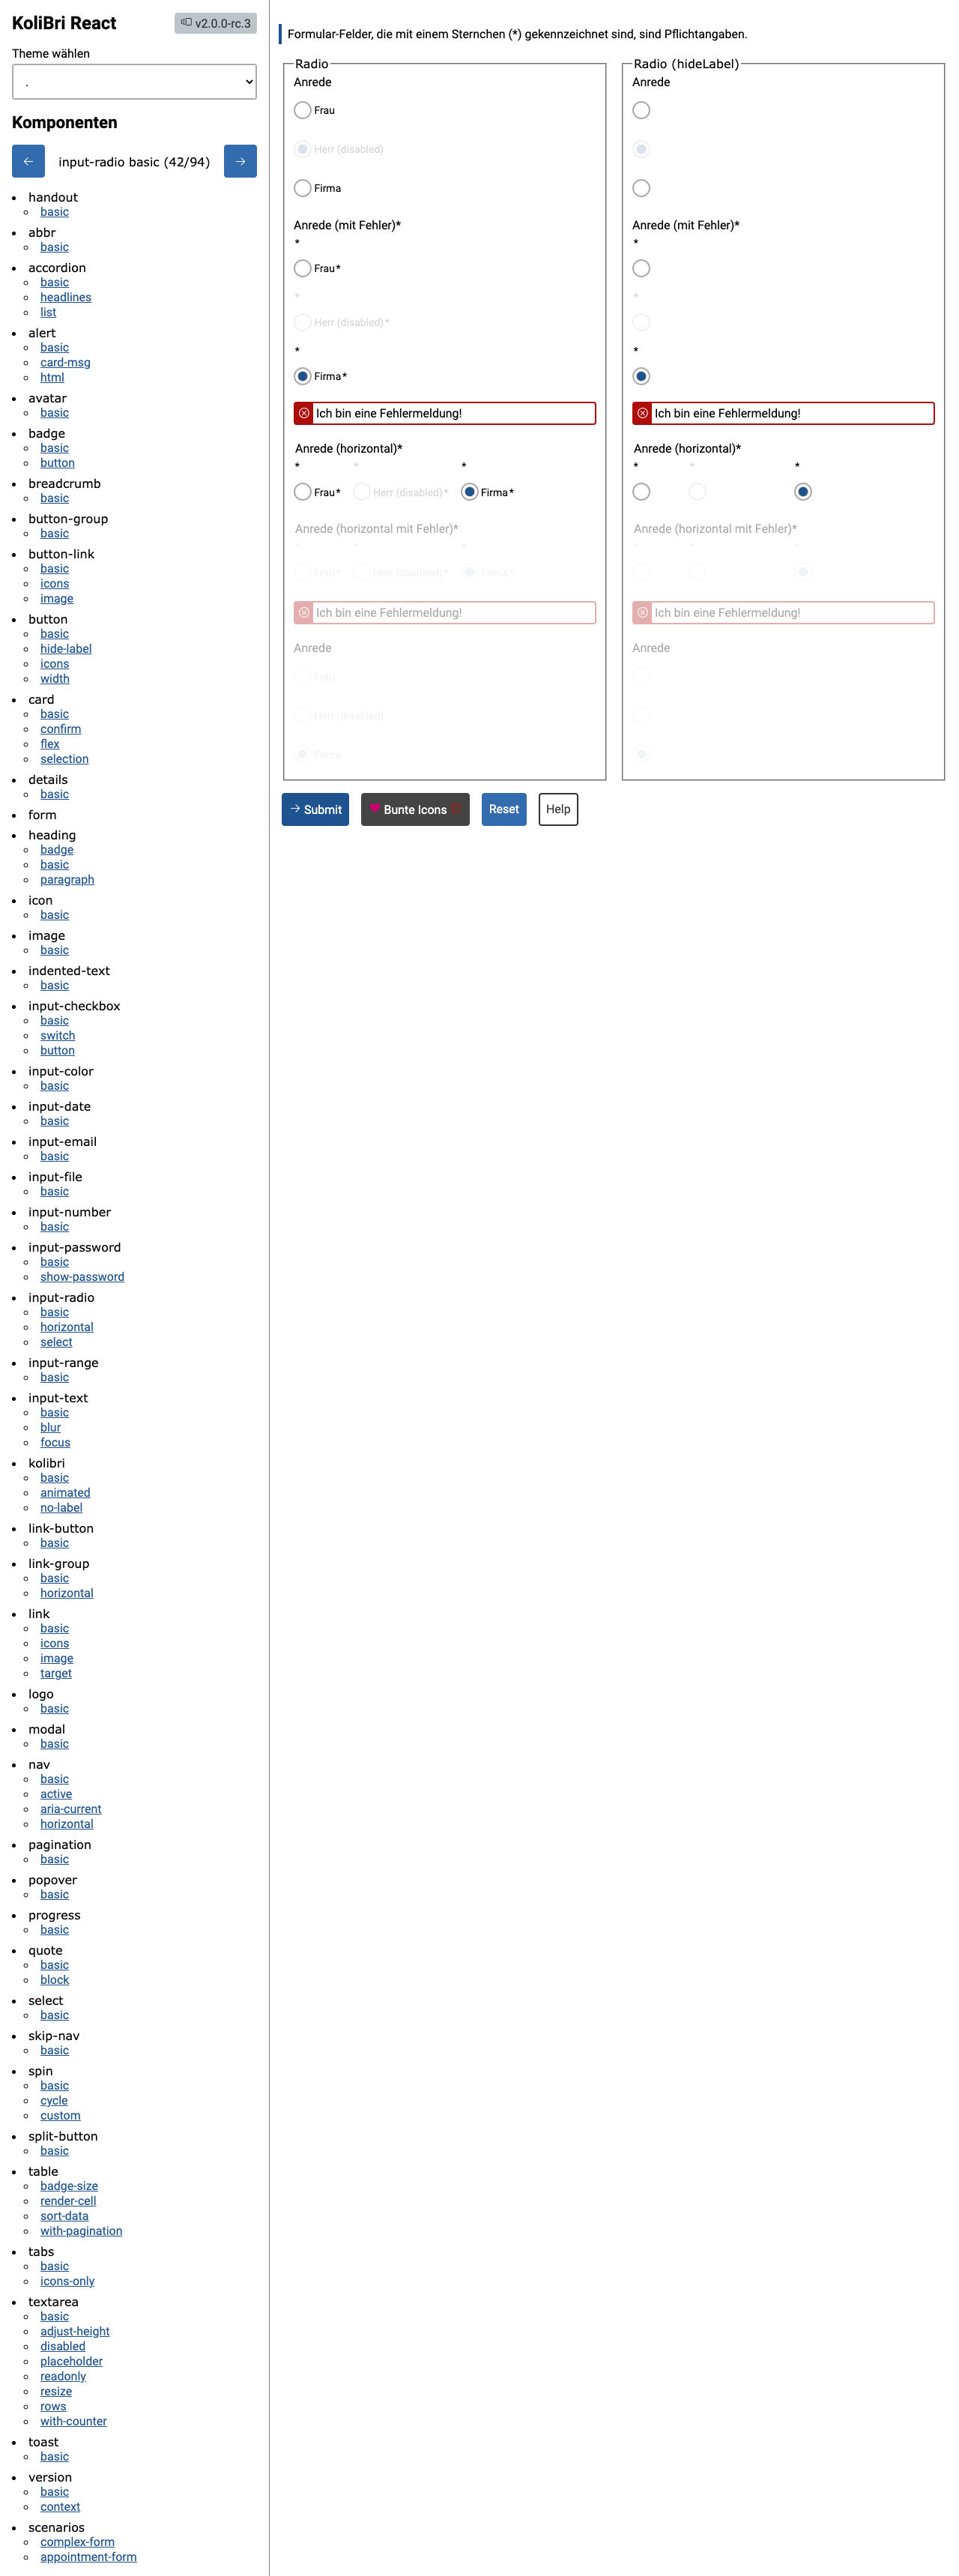 KoliBri React
v2.0.0-rc.3
Theme wählen
.
Komponenten
← input-radio basic (42/94) →
handout
basic
abbr
basic
accordion
basic
headlines
list
alert
basic
card-msg
html
avatar
basic
badge
basic
button
breadcrumb
basic
button-group
basic
button-link
basic
icons
image
button
basic
hide-label
icons
width
card
basic
confirm
flex
selection
details
basic
form
heading
badge
basic
paragraph
icon
basic
image
basic
indented-text
basic
input-checkbox
basic
switch
button
input-color
basic
input-date
basic
input-email
basic
input-file
basic
input-number
basic
input-password
basic
show-password
input-radio
basic
horizontal
select
input-range
basic
input-text
basic
blur
focus
kolibri
basic
animated
no-label
link-button
basic
link-group
basic
horizontal
link
basic
icons
image
target
logo
basic
modal
basic
nav
basic
active
aria-current
horizontal
pagination
basic
popover
basic
progress
basic
quote
basic
block
select
basic
skip-nav
basic
spin
basic
cycle
custom
split-button
basic
table
badge-size
render-cell
sort-data
with-pagination
tabs
basic
icons-only
textarea
basic
adjust-height
disabled
placeholder
readonly
resize
rows
with-counter
toast
basic
version
basic
context
scenarios
complex-form
appointment-form
Formular-Felder, die mit einem Sternchen (*) gekennzeichnet sind, sind Pflichtangaben.
Radio
Anrede
Frau
Herr (disabled)
Firma
Anrede (mit Fehler)*
*
Frau*
*
Herr (disabled)*
*
Firma*
Ich bin eine Fehlermeldung!
Anrede (horizontal)*
* * *
Frau* Herr (disabled)* Firma*
Anrede (horizontal mit Fehler)*
* * *
Frau* Herr (disabled)* Firma*
Ich bin eine Fehlermeldung!
Anrede
Frau
Herr (disabled)
Firma
Radio (hideLabel)
Anrede
Anrede (mit Fehler)*
*
*
*
Ich bin eine Fehlermeldung!
Anrede (horizontal)*
* * *
Anrede (horizontal mit Fehler)*
* * *
Ich bin eine Fehlermeldung!
Anrede
→ Submit Bunte Icons Reset Help